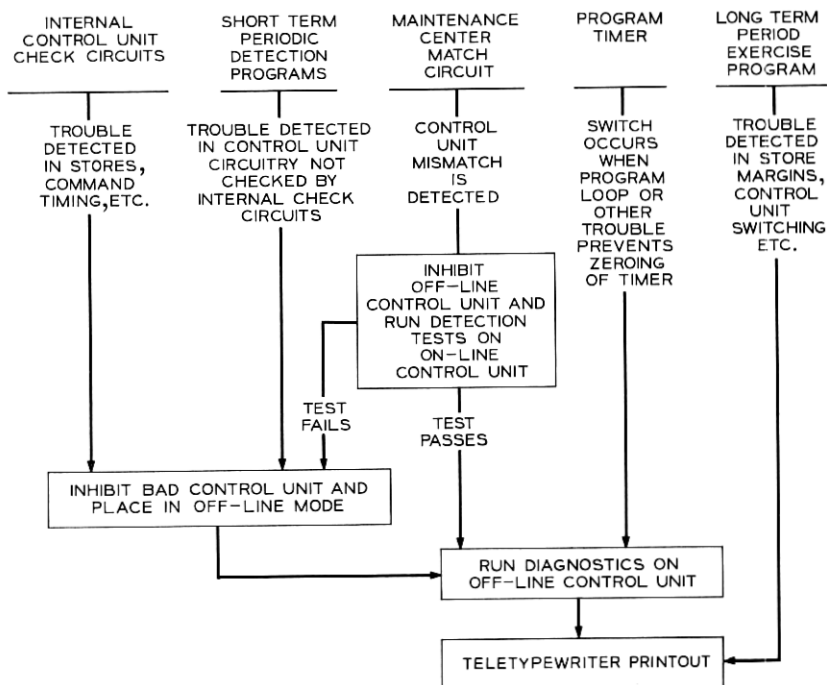 INTERNAL
CONTROL UNIT
CHECK CIRCUITS
SHORT TERM
PERIODIC
DETECTION
PROGRAMS
MAINTENANCE
CENTER
MATCH
CIRCUIT
PROGRAM
TIMER
LONG TERM
PERIOD
EXERCISE
PROGRAM
TROUBLE
DETECTED
IN STORES,
COMMAND
TIMING, ETC.
TROUBLE DETECTED
IN CONTROL UNIT
CIRCUITRY NOT
CHECKED BY
INTERNAL CHECK
CIRCUITS
CONTROL
UNIT
MISMATCH
IS
DETECTED
SWITCH
OCCURS
WHEN
PROGRAM
LOOP OR
OTHER
TROUBLE
PREVENTS
ZEROING
OF TIMER
TROUBLE
DETECTED
IN STORE
MARGINS,
CONTROL
UNIT
SWITCHING
ETC.
INHIBIT
OFF-LINE
CONTROL UNIT AND
RUN DETECTION
TESTS ON
ON-LINE
CONTROL UNIT
TEST
FAILS
TEST
PASSES
INHIBIT BAD CONTROL UNIT AND
PLACE IN OFF-LINE MODE
RUN DIAGNOSTICS ON
OFF-LINE CONTROL UNIT
TELETYPEWRITER PRINTOUT